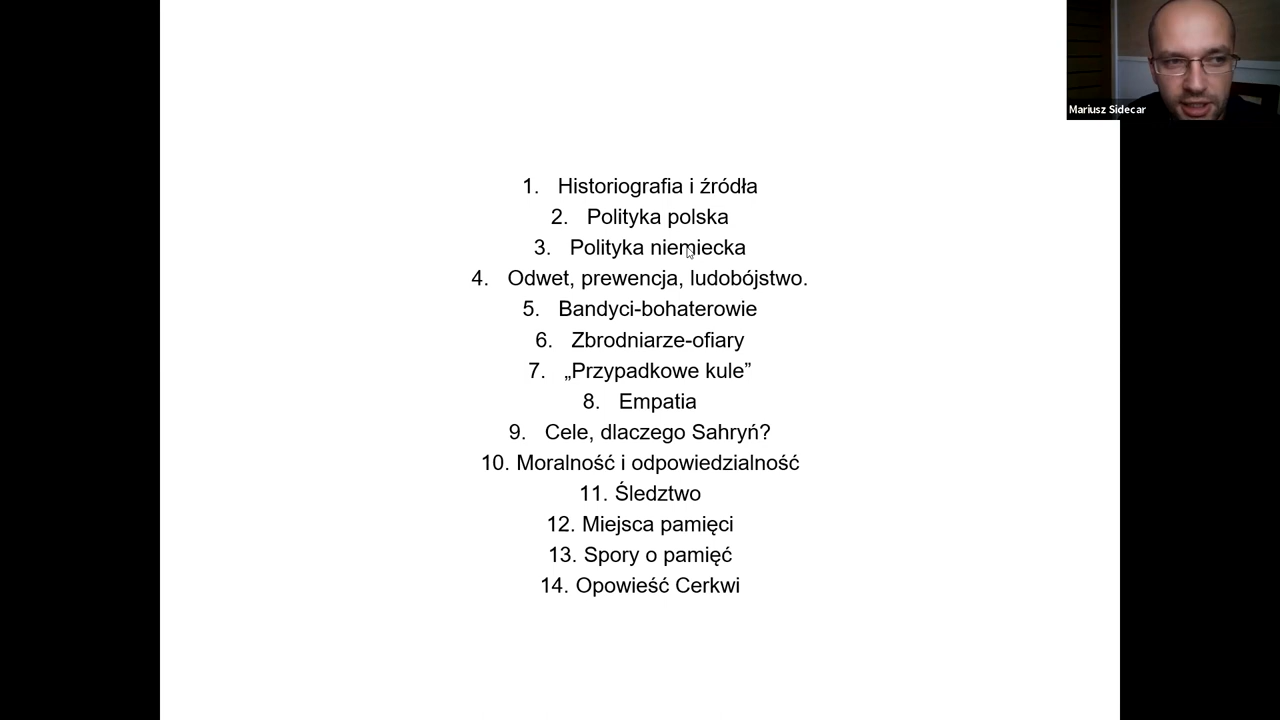 Mariusz Sidecar
1. Historiografia i źródła
2. Polityka polska
3. Polityka niemiecka
4. Odwet, prewencja, ludobójstwo.
5. Bandyci-bohaterowie
6. Zbrodniarze-ofiary
7. „Przypadkowe kule”
8. Empatia
9. Cele, dlaczego Sahryń?
10. Moralność i odpowiedzialność
11. Śledztwo
12. Miejsca pamięci
13. Spory o pamięć
14. Opowieść Cerkwi